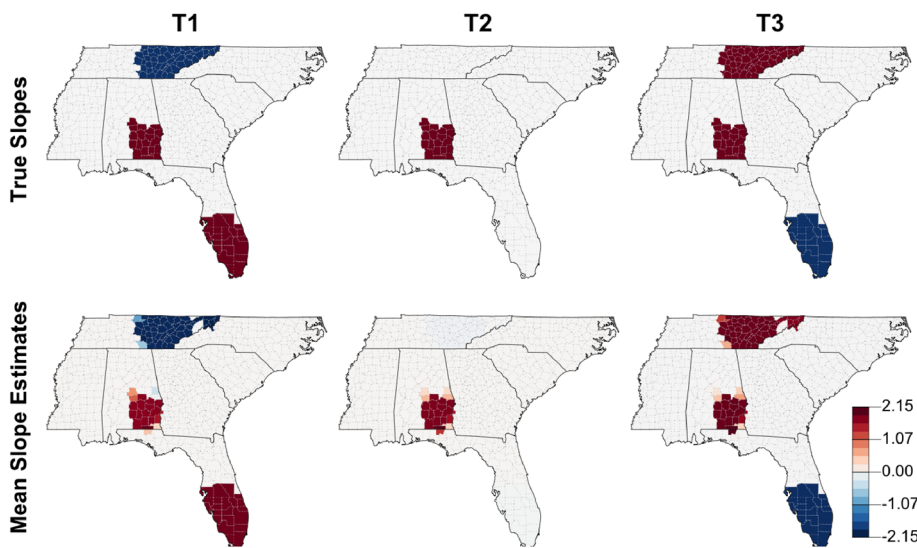 T1 T2 T3
True Slopes
Mean Slope Estimates
2.15
1.07
0.00
-1.07
-2.15